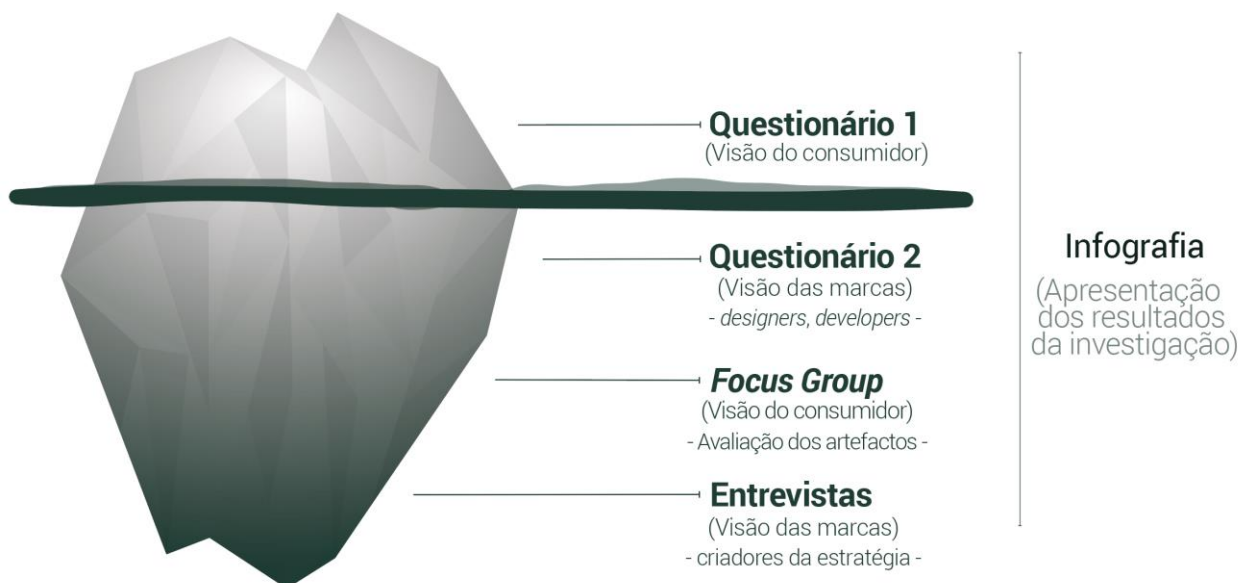 Questionário 1
(Visão do consumidor)
Questionário 2
(Visão das marcas)
- designers, developers -
Focus Group
(Visão do consumidor)
- Avaliação dos artefactos -
Entrevistas
(Visão das marcas)
- criadores da estratégia -
Infografia
(Apresentação
dos resultados
da investigação)